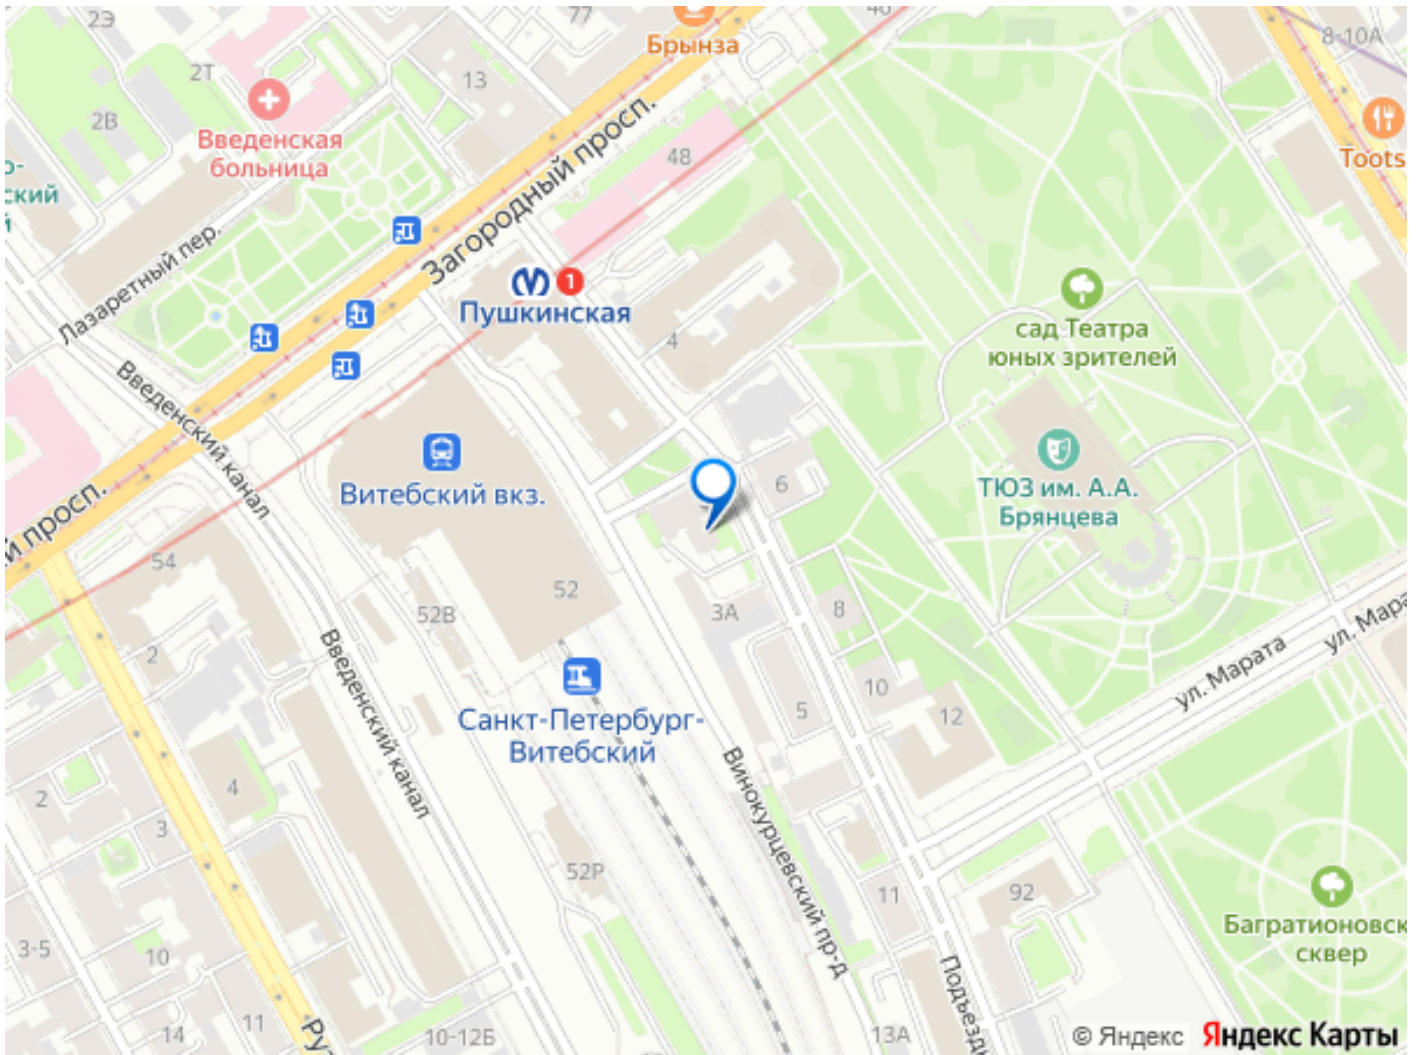 2Э
77
46
8-10А
Брынза
2Т
13
2В
Введенская
больница
Toots
48
ский
Загородный просп.
Лазаретный пер.
1
Пушкинская
4
сад Театра
юных зрителей
Введенский канал
Витебский вкз.
6
ТЮЗ им. А.А.
Брянцева
й просп.
54
52
52В
3А
8
ул. Марата
ул. Мара
2
Введенский канал
10
5
12
Санкт-Петербург-
Витебский
Винокурцевский пр-д
4
2
3
52Р
11
92
Багратионовск
сквер
3-5
10
Подъезд
14
11
Руз
10-12Б
13А
© Яндекс Яндекс Карты